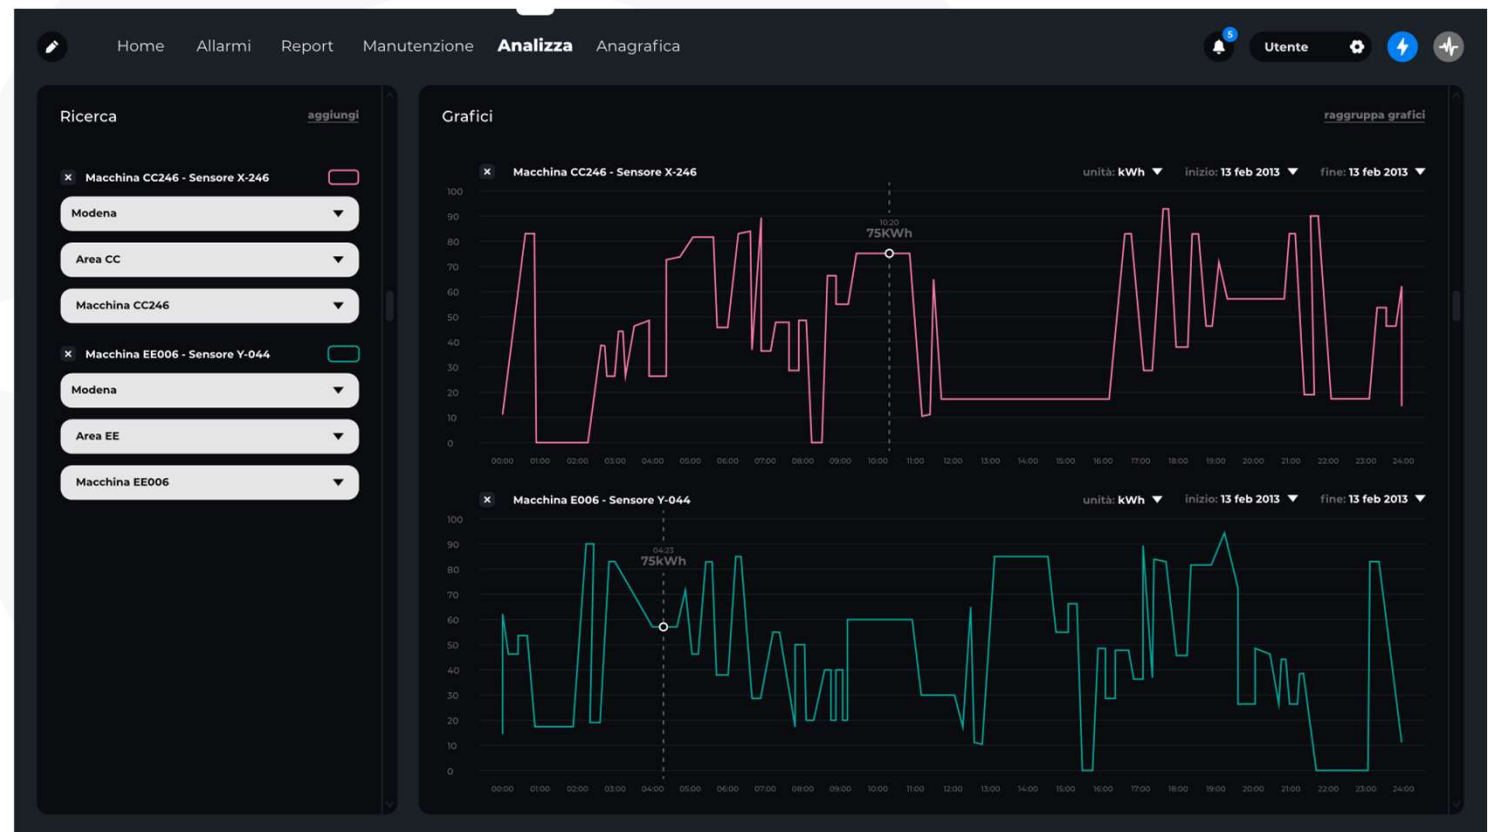 Home Allarmi Report Manutenzione Analizza Anagrafica 5 Utente
Ricerca aggiungi
Macchina CC246 - Sensore X-246
Modena
Area CC
Macchina CC246
Macchina EE006 - Sensore Y-044
Modena
Area EE
Macchina EE006
Grafici raggruppa grafici
Macchina CC246 - Sensore X-246 unità: kWh inizio: 13 feb 2013 fine: 13 feb 2013
100
90
80
70
60
50
40
30
20
10
0
10:20
75KWh
00:00 01:00 02:00 03:00 04:00 05:00 06:00 07:00 08:00 09:00 10:00 11:00 12:00 13:00 14:00 15:00 16:00 17:00 18:00 19:00 20:00 21:00 22:00 23:00 24:00
Macchina E006 - Sensore Y-044 unità: kWh inizio: 13 feb 2013 fine: 13 feb 2013
100
90
80
70
60
50
40
30
20
10
0
04:23
75kWh
00:00 01:00 02:00 03:00 04:00 05:00 06:00 07:00 08:00 09:00 10:00 11:00 12:00 13:00 14:00 15:00 16:00 17:00 18:00 19:00 20:00 21:00 22:00 23:00 24:00